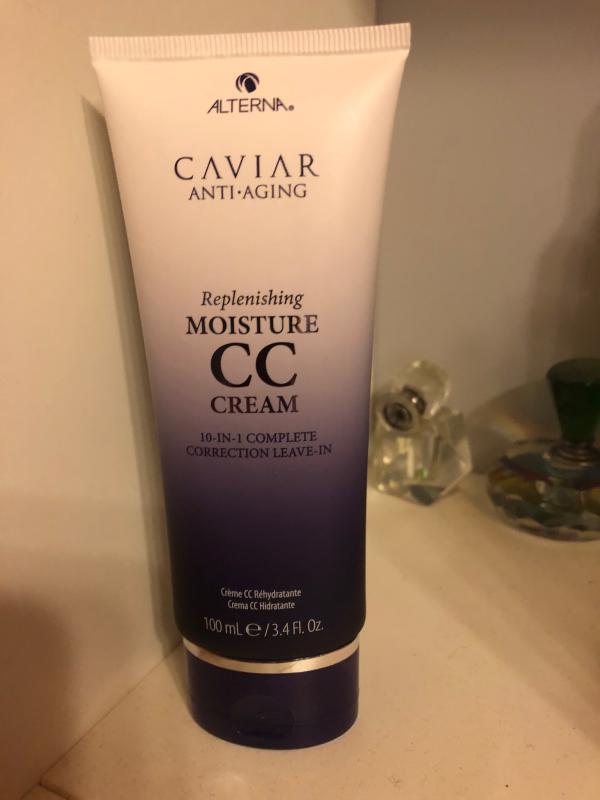 ALTERNA®
CAVIAR
ANTI·AGING
Replenishing
MOISTURE
CC
CREAM
10-IN-1 COMPLETE
CORRECTION LEAVE-IN
Crème CC Réhydratante
Crema CC Hidratante
100 mL ℮ / 3.4 Fl. Oz.